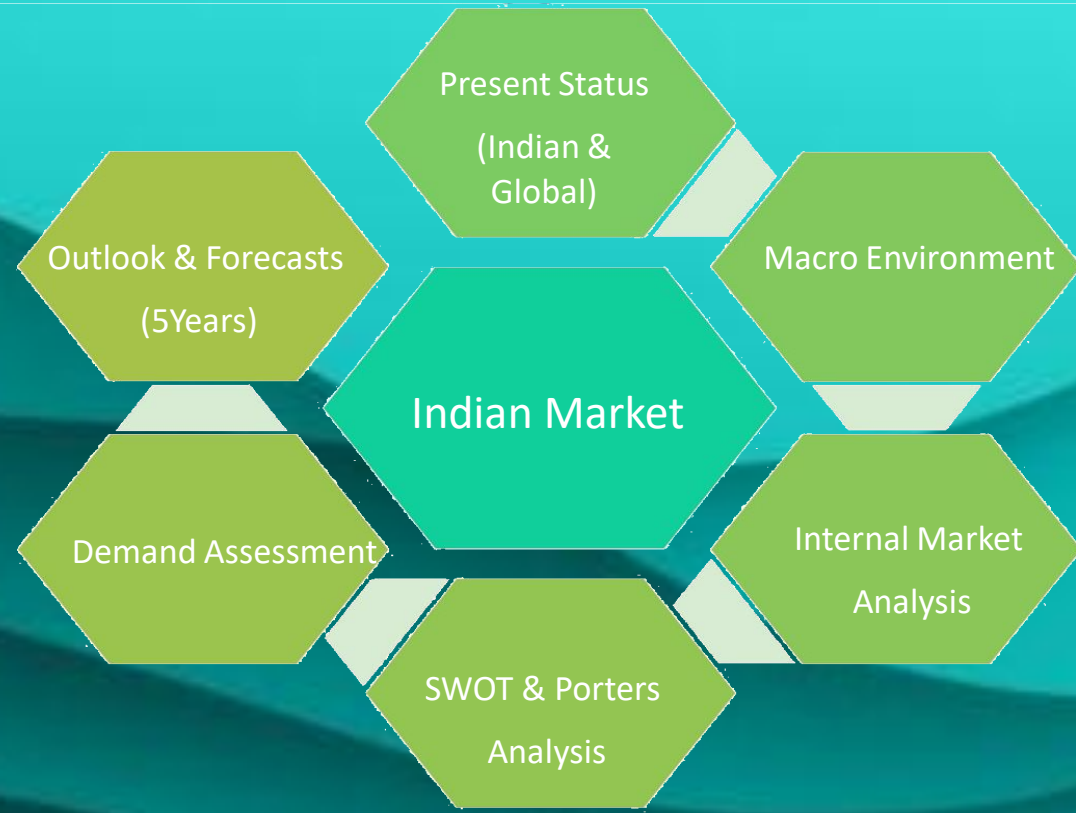 Present Status
(Indian &
Global)
Macro Environment
Internal Market
Analysis
SWOT & Porters
Analysis
Demand Assessment
Outlook & Forecasts
(5Years)
Indian Market